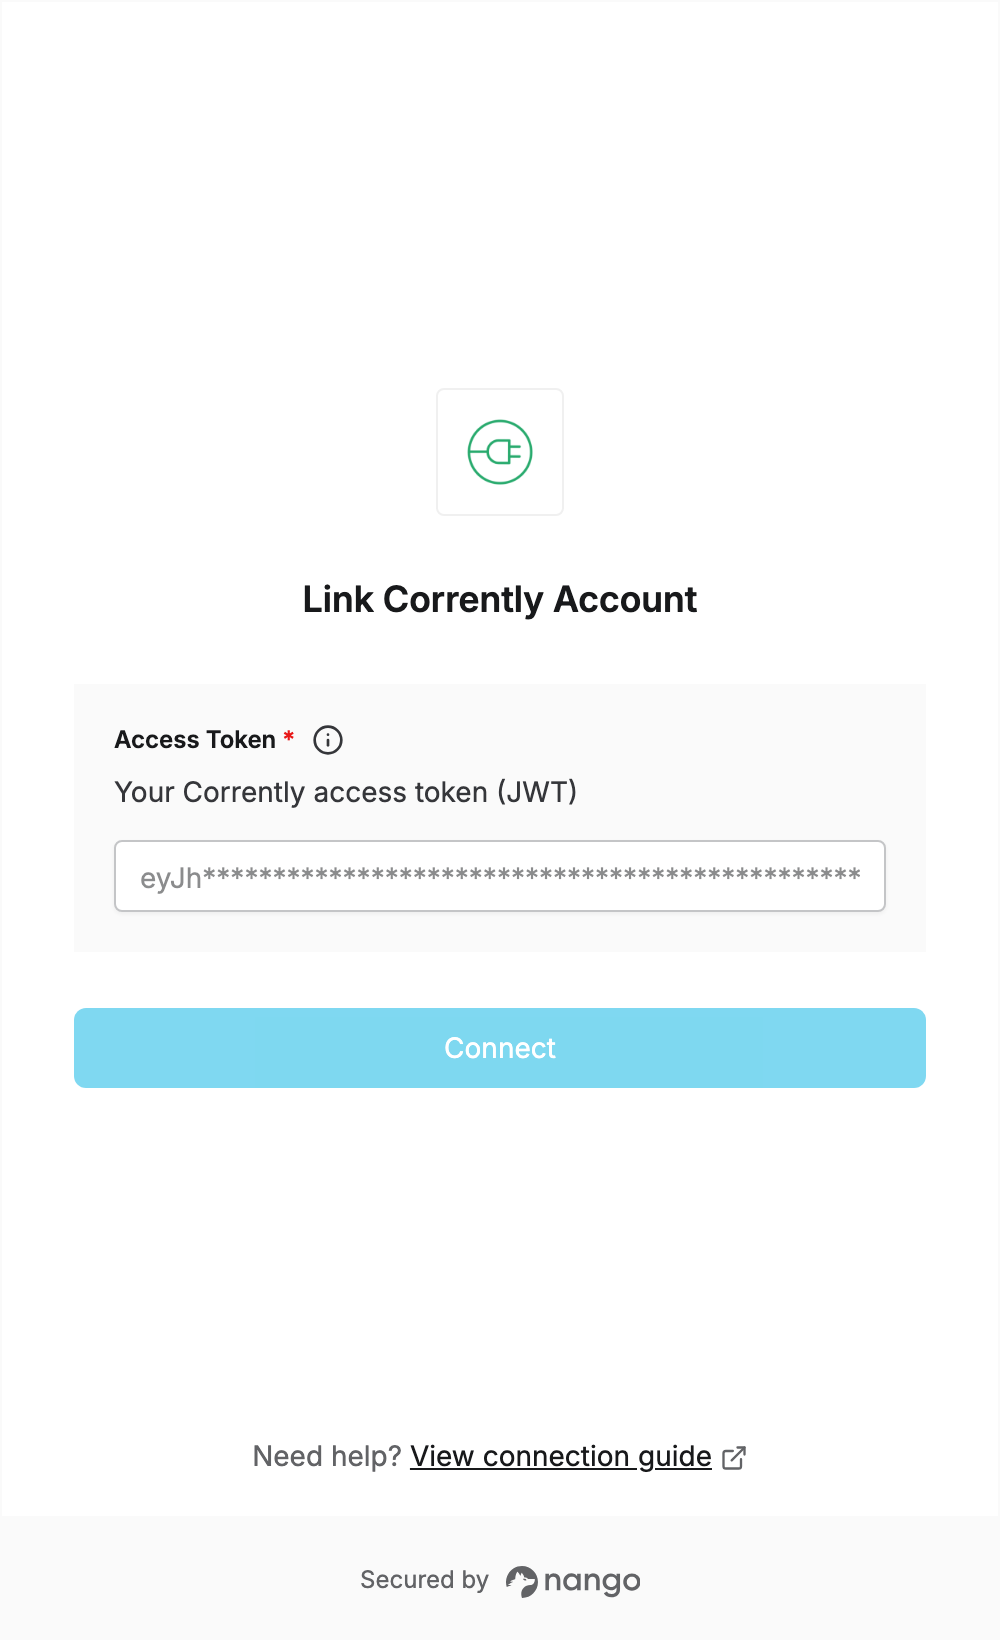 Link Corrently Account
Access Token *
Your Corrently access token (JWT)
eyJh***********************************************
Connect
Need help? View connection guide
Secured by nango